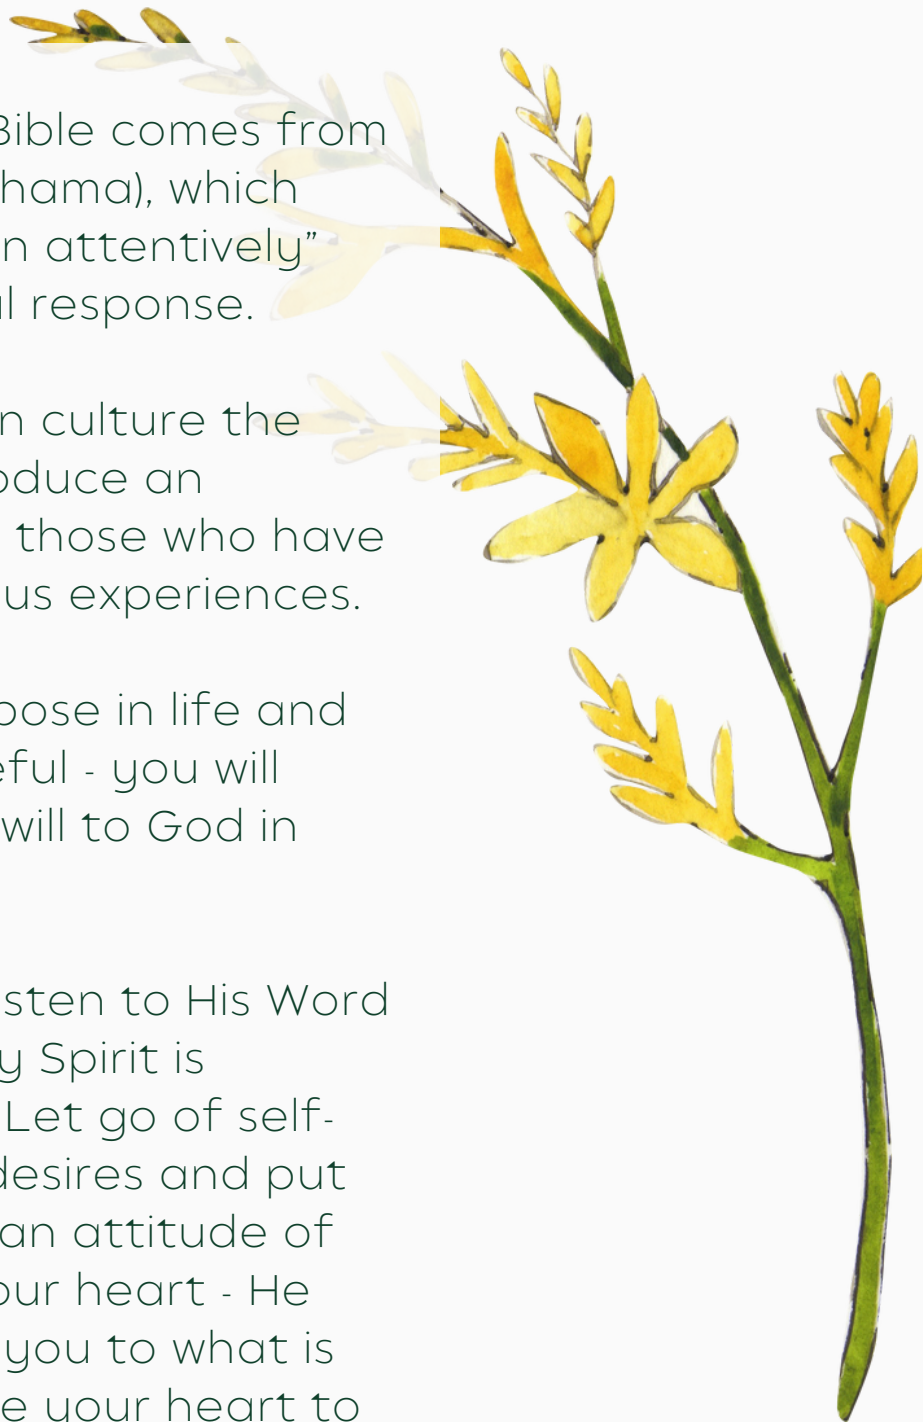 Bible comes from
hama), which
n attentively”
l response.
n culture the
oduce an
those who have
us experiences.
pose in life and
eful - you will
will to God in
isten to His Word
y Spirit is
Let go of self-
desires and put
an attitude of
our heart - He
you to what is
e your heart to